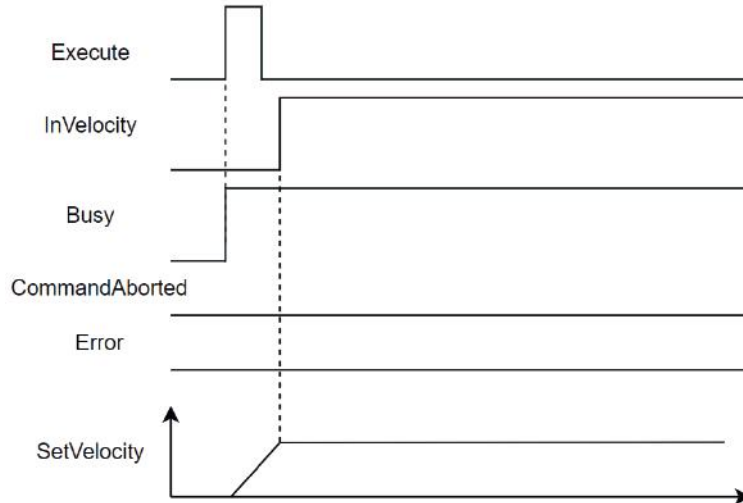 Execute
InVelocity
Busy
CommandAborted
Error
SetVelocity